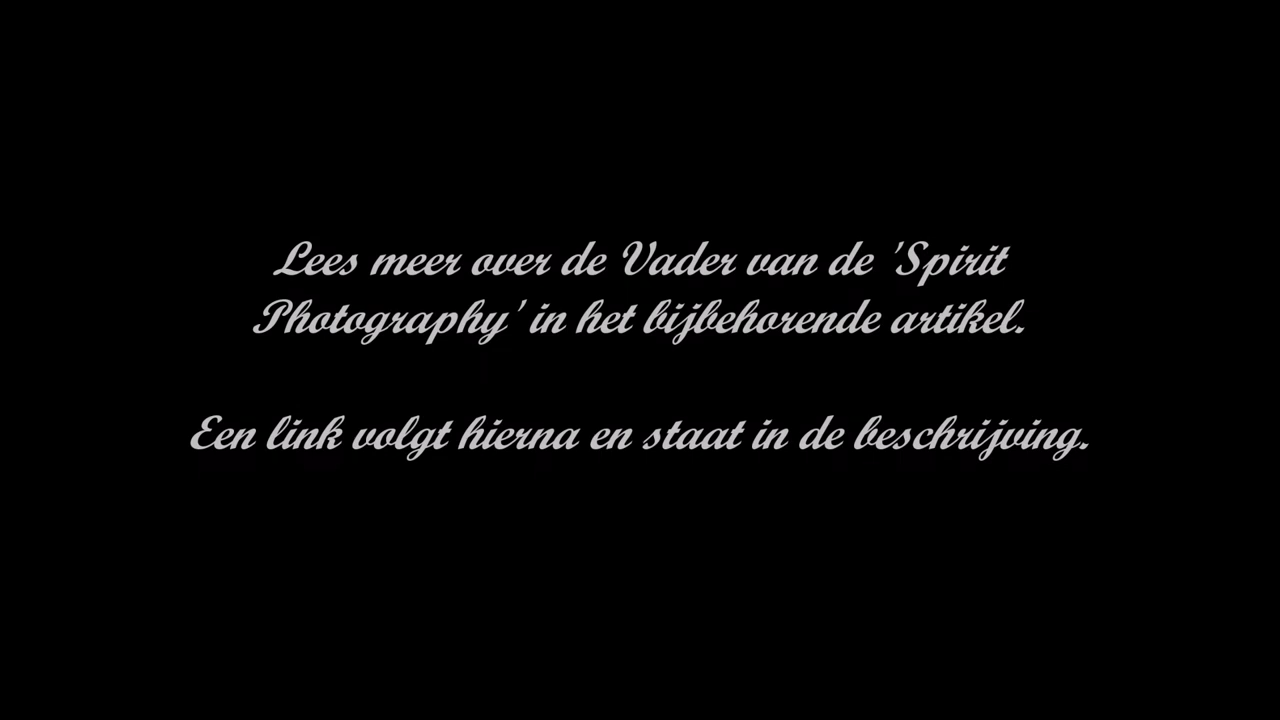 Lees meer over de Vader van de 'Spirit
Photography' in het bijbehorende artikel.
Een link volgt hierna en staat in de beschrijving.